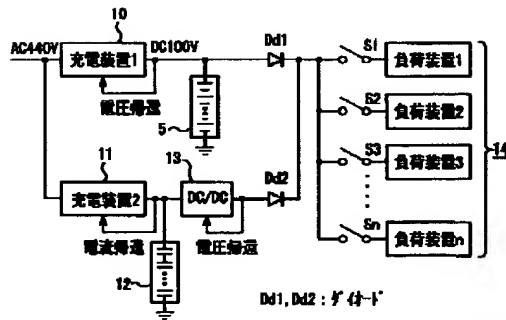 10
AC440V
充電装置1
DC100V
電圧帰還
5
Dd1
S1
負荷装置1
S2
負荷装置2
S3
負荷装置3
14
Sn
負荷装置n
11
充電装置2
電流帰還
12
13
DC/DC
電圧帰還
Dd2
Dd1,Dd2:ダイオード